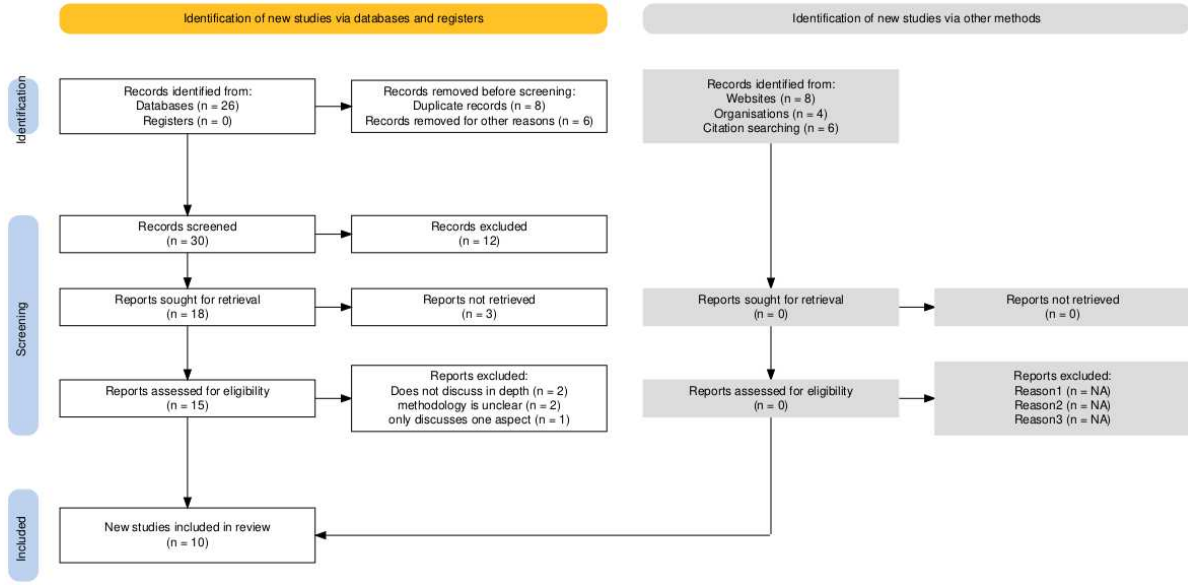 Identification of new studies via databases and registers
Identification of new studies via other methods
Identification
Records identified from:
Databases (n = 26)
Registers (n = 0)
Records removed before screening:
Duplicate records (n = 8)
Records removed for other reasons (n = 6)
Records identified from:
Websites (n = 8)
Organisations (n = 4)
Citation searching (n = 6)
Screening
Records screened
(n = 30)
Records excluded
(n = 12)
Reports sought for retrieval
(n = 18)
Reports not retrieved
(n = 3)
Reports sought for retrieval
(n = 0)
Reports not retrieved
(n = 0)
Reports assessed for eligibility
(n = 15)
Reports excluded:
Does not discuss in depth (n = 2)
methodology is unclear (n = 2)
only discusses one aspect (n = 1)
Reports assessed for eligibility
(n = 0)
Reports excluded:
Reason1 (n = NA)
Reason2 (n = NA)
Reason3 (n = NA)
Included
New studies included in review
(n = 10)